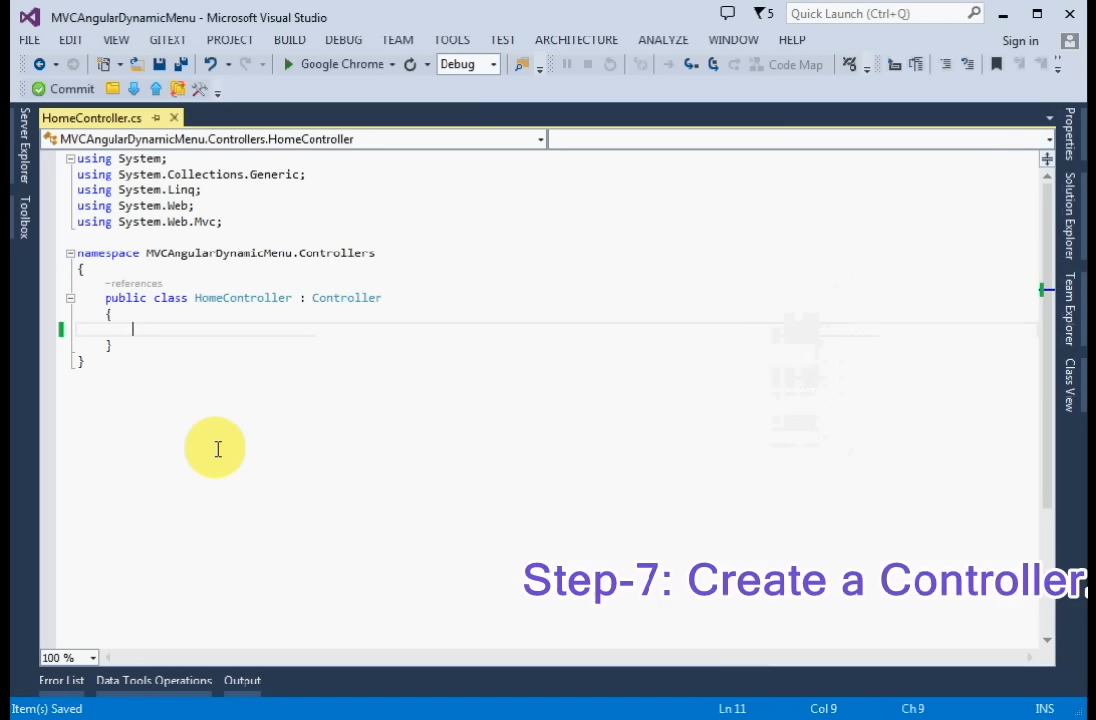 MVCAngularDynamicMenu - Microsoft Visual Studio
5
Quick Launch (Ctrl+Q)
FILE EDIT VIEW GITEXT PROJECT BUILD DEBUG TEAM TOOLS TEST ARCHITECTURE ANALYZE WINDOW HELP Sign in
Google Chrome Debug Code Map
Commit
Server Explorer
Toolbox
HomeController.cs
MVCAngularDynamicMenu.Controllers.HomeController
using System;
using System.Collections.Generic;
using System.Linq;
using System.Web;
using System.Web.Mvc;
namespace MVCAngularDynamicMenu.Controllers
{
-references
public class HomeController : Controller
{
}
}
Properties
Solution Explorer
Team Explorer
Class View
Step-7: Create a Controller.
100 %
Error List Data Tools Operations Output
Item(s) Saved Ln 11 Col 9 Ch 9 INS